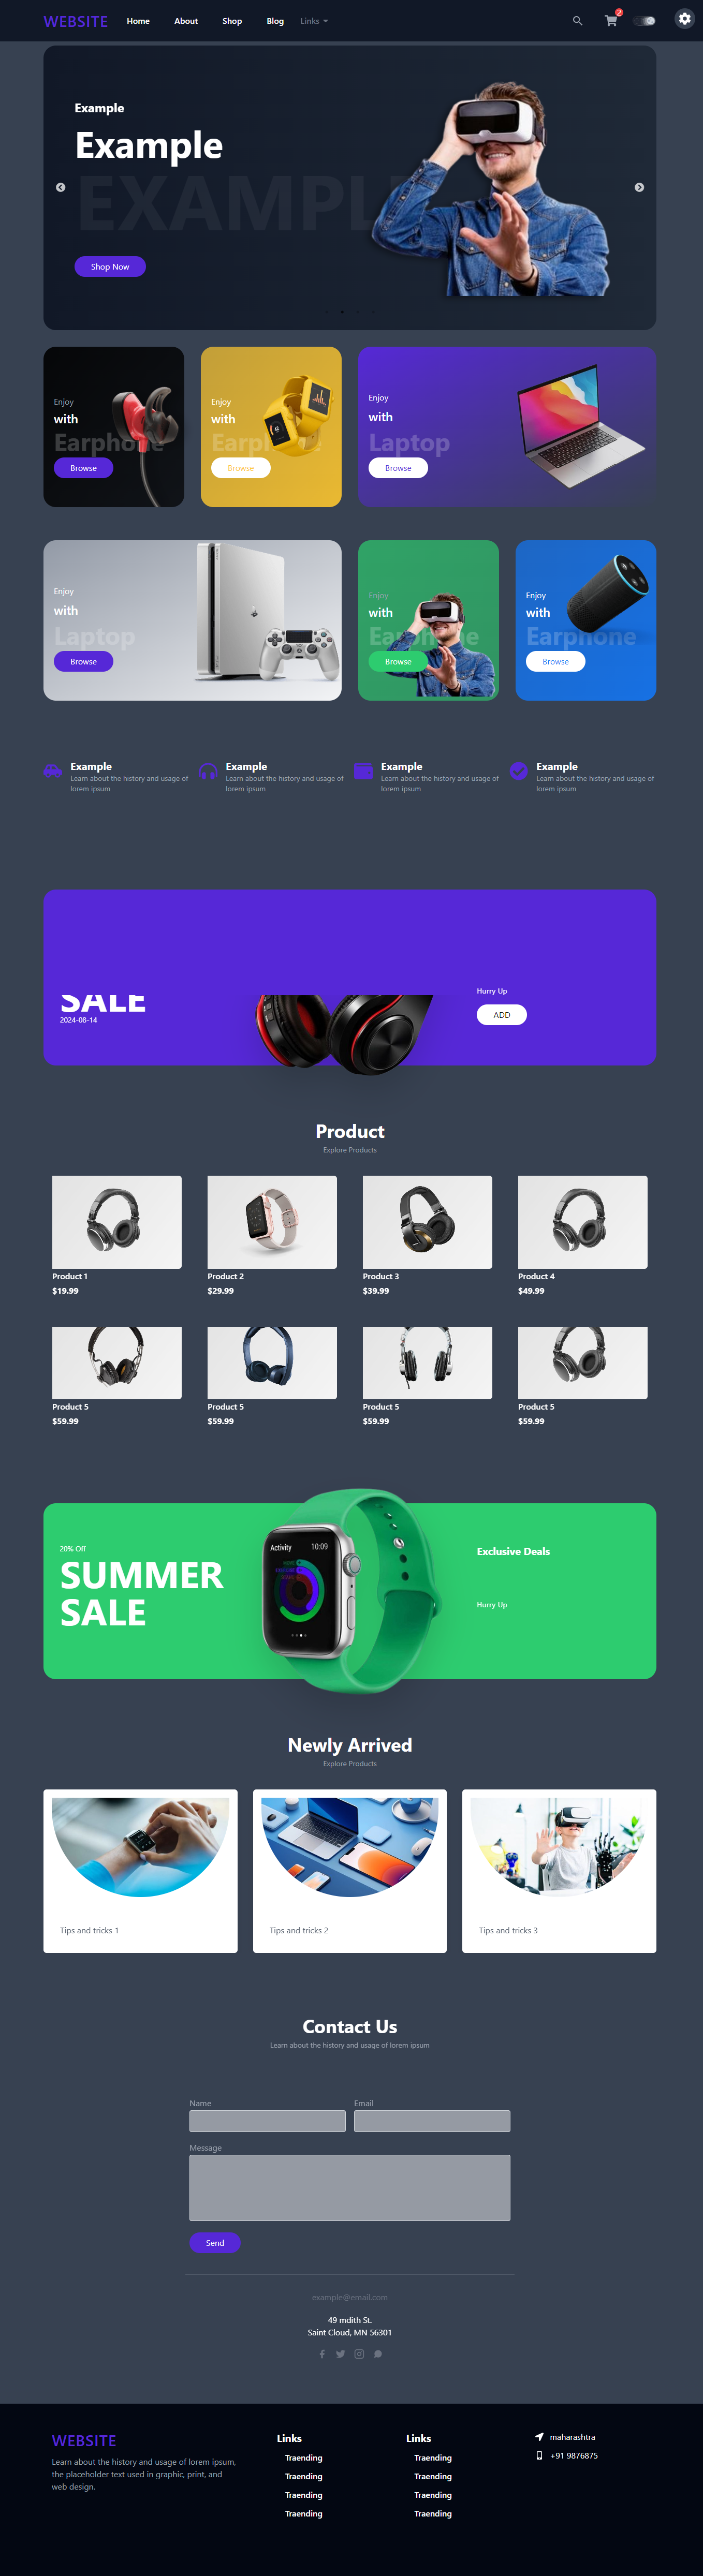 WEBSITE Home About Shop Blog Links 2
Example
Example
EXAMPLE
Shop Now
Enjoy
with
Earphone
Browse
Enjoy
with
Earphone
Browse
Enjoy
with
Laptop
Browse
Enjoy
with
Laptop
Browse
Enjoy
with
Earphone
Browse
Enjoy
with
Earphone
Browse
Example
Learn about the history and usage of
lorem ipsum
Example
Learn about the history and usage of
lorem ipsum
Example
Learn about the history and usage of
lorem ipsum
Example
Learn about the history and usage of
lorem ipsum
SALE
2024-08-14
Hurry Up
ADD
Product
Explore Products
Product 1
$19.99
Product 2
$29.99
Product 3
$39.99
Product 4
$49.99
Product 5
$59.99
Product 5
$59.99
Product 5
$59.99
Product 5
$59.99
20% Off
SUMMER
SALE
Activity 10:09
Exclusive Deals
Hurry Up
Newly Arrived
Explore Products
Tips and tricks 1
Tips and tricks 2
Tips and tricks 3
Contact Us
Learn about the history and usage of lorem ipsum
Name
Email
Message
Send
example@email.com
49 mdith St.
Saint Cloud, MN 56301
WEBSITE
Learn about the history and usage of lorem ipsum,
the placeholder text used in graphic, print, and
web design.
Links
Traending
Traending
Traending
Traending
Links
Traending
Traending
Traending
Traending
maharashtra
+91 9876875